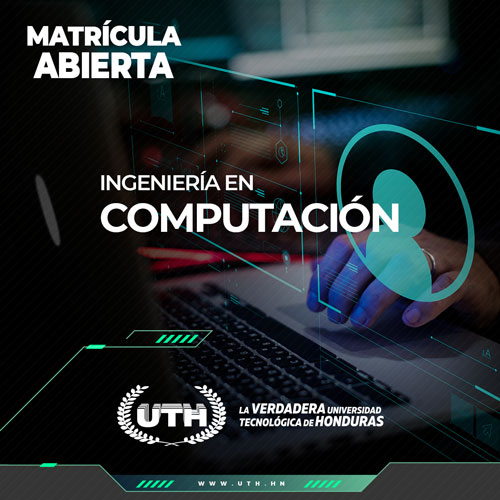 MATRÍCULA
ABIERTA
INGENIERÍA EN
COMPUTACIÓN
UTH
LA VERDADERA UNIVERSIDAD
TECNOLÓGICA DE HONDURAS
WWW.UTH.HN